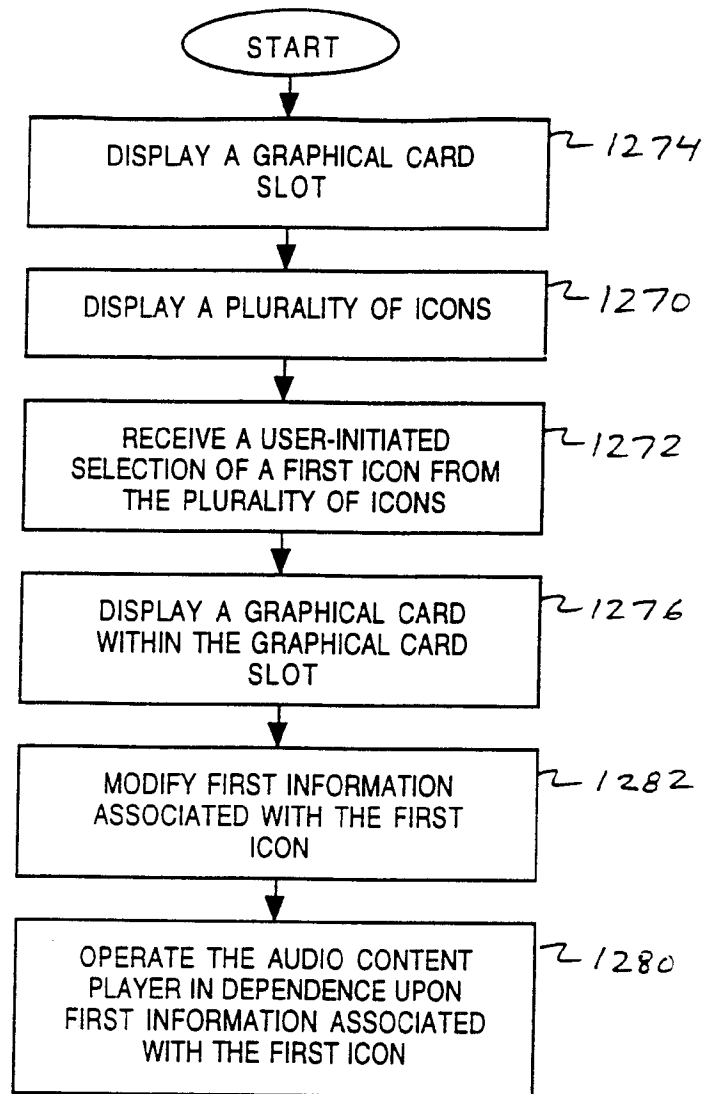 START
DISPLAY A GRAPHICAL CARD
SLOT
1274
DISPLAY A PLURALITY OF ICONS
1270
RECEIVE A USER-INITIATED
SELECTION OF A FIRST ICON FROM
THE PLURALITY OF ICONS
1272
DISPLAY A GRAPHICAL CARD
WITHIN THE GRAPHICAL CARD
SLOT
1276
MODIFY FIRST INFORMATION
ASSOCIATED WITH THE FIRST
ICON
1282
OPERATE THE AUDIO CONTENT
PLAYER IN DEPENDENCE UPON
FIRST INFORMATION ASSOCIATED
WITH THE FIRST ICON
1280